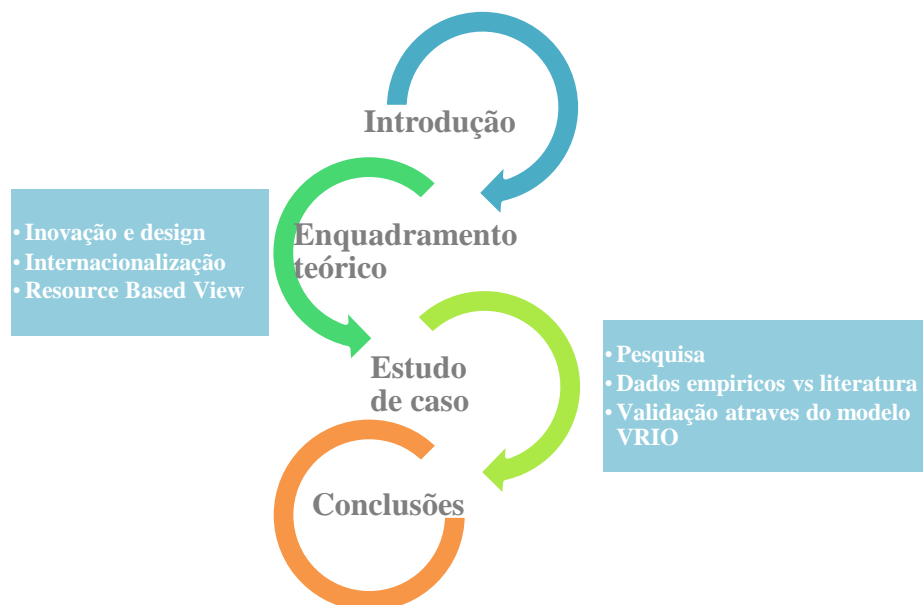 Introdução
Enquadramento
teórico
• Inovação e design
• Internacionalização
• Resource Based View
Estudo
de caso
• Pesquisa
• Dados empiricos vs literatura
• Validação atraves do modelo
VRIO
Conclusões